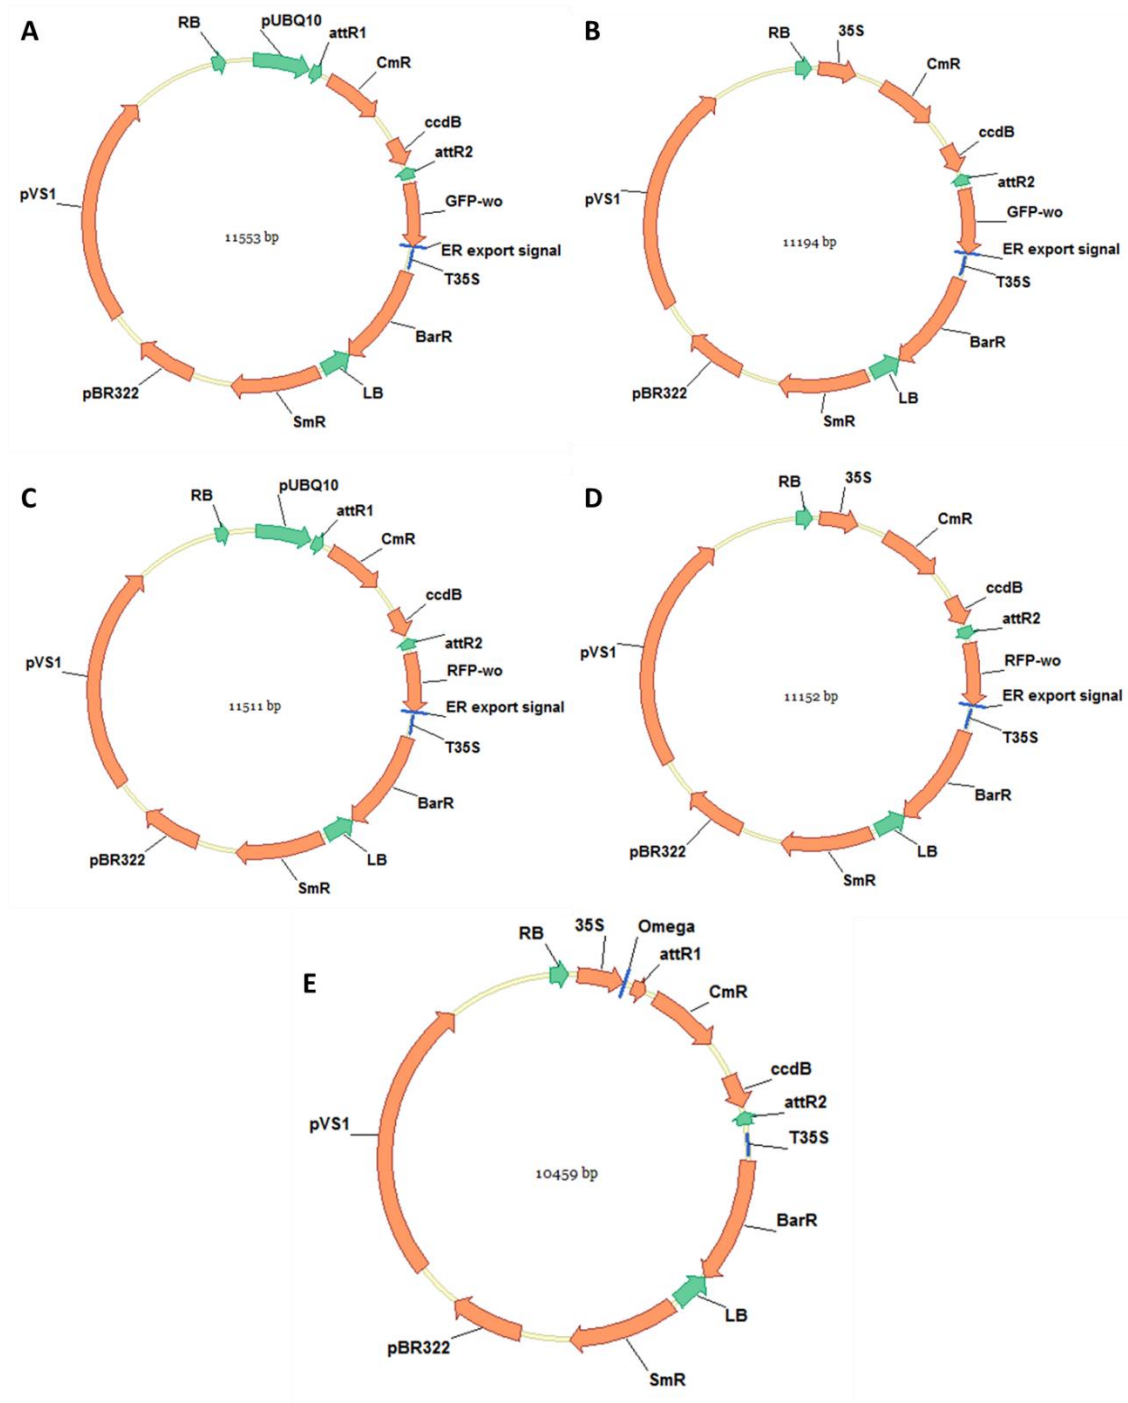 A
RB
pUBQ10
attR1
CmR
ccdB
attR2
GFP-wo
ER export signal
T35S
BarR
LB
SmR
pBR322
pVS1
11553 bp
B
RB
35S
CmR
ccdB
attR2
GFP-wo
ER export signal
T35S
BarR
LB
SmR
pBR322
pVS1
11194 bp
C
RB
pUBQ10
attR1
CmR
ccdB
attR2
RFP-wo
ER export signal
T35S
BarR
LB
SmR
pBR322
pVS1
11511 bp
D
RB
35S
CmR
ccdB
attR2
RFP-wo
ER export signal
T35S
BarR
LB
SmR
pBR322
pVS1
11152 bp
E
RB
35S
Omega
attR1
CmR
ccdB
attR2
T35S
BarR
LB
SmR
pBR322
pVS1
10459 bp